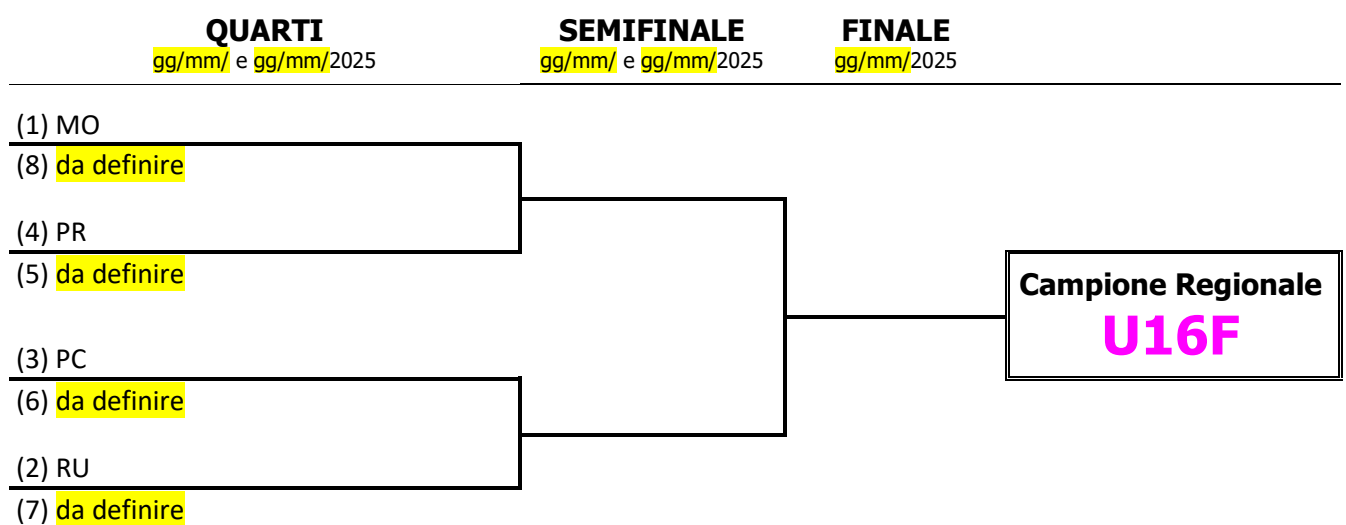 QUARTI SEMIFINALE FINALE
gg/mm/ e gg/mm/2025 gg/mm/ e gg/mm/2025 gg/mm/2025
(1) MO
(8) da definire
(4) PR
(5) da definire
Campione Regionale
U16F
(3) PC
(6) da definire
(2) RU
(7) da definire